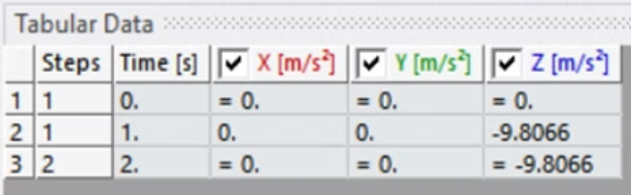 Tabular Data
Steps Time [s] X [m/s²] Y [m/s²] Z [m/s²]
1 1 0. = 0. = 0. = 0.
2 1 1. 0. 0. -9.8066
3 2 2. = 0. = 0. = -9.8066